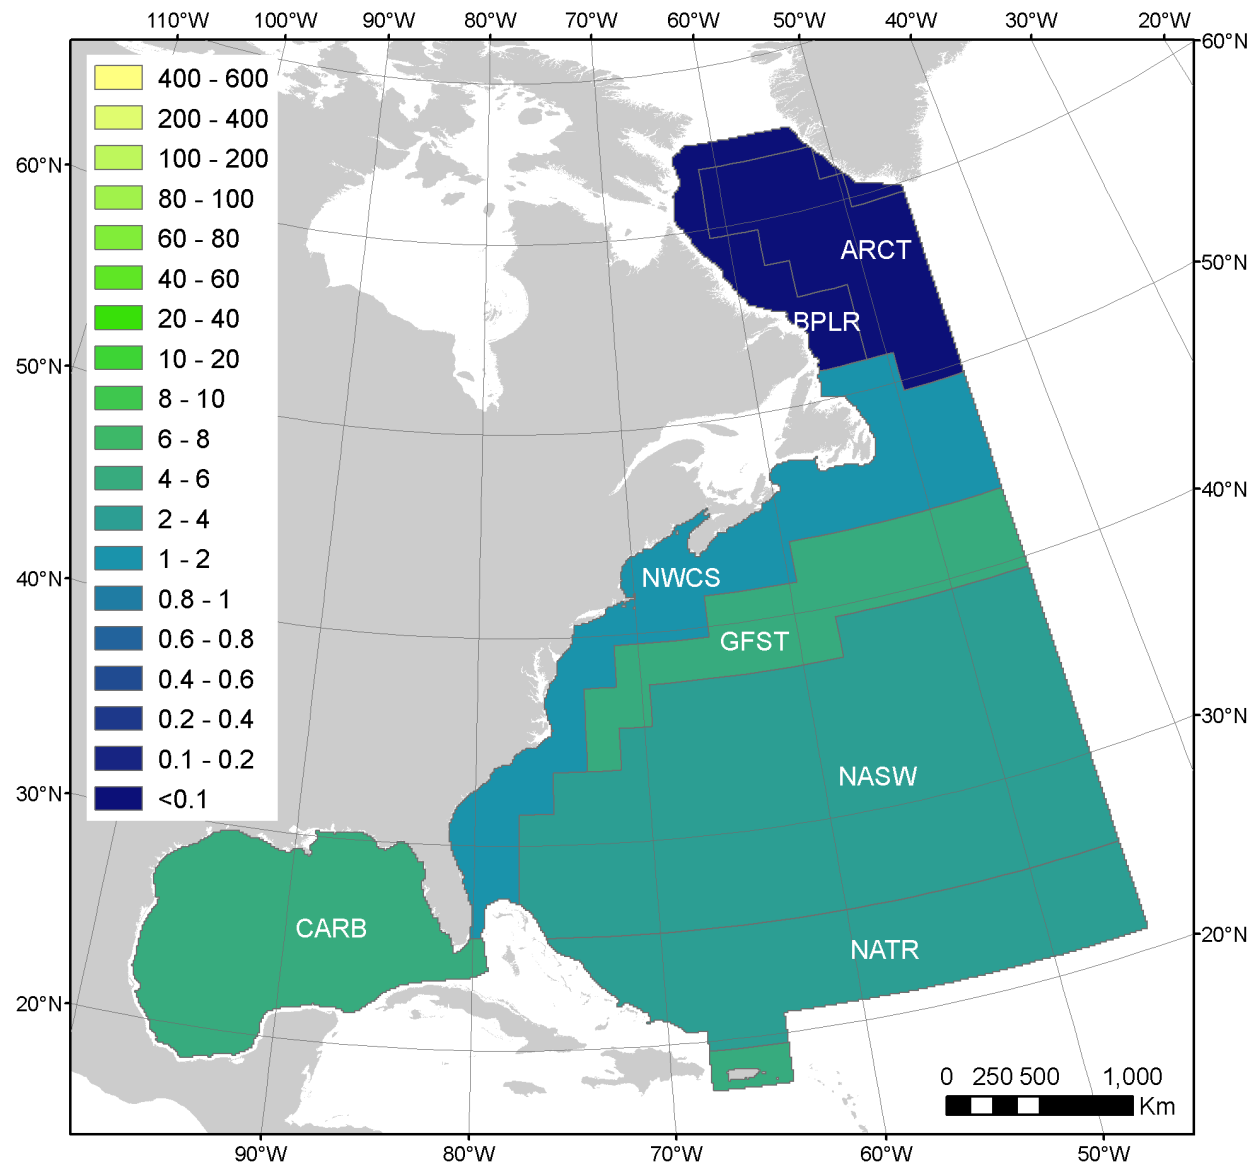 110°W 100°W 90°W 80°W 70°W 60°W 50°W 40°W 30°W 20°W
60°N
400 - 600
200 - 400
100 - 200
60°N
80 - 100
60 - 80
ARCT
50°N
40 - 60
20 - 40
BPLR
10 - 20
50°N
8 - 10
6 - 8
4 - 6
40°N
2 - 4
1 - 2
40°N
NWCS
0.8 - 1
0.6 - 0.8
GFST
0.4 - 0.6
0.2 - 0.4
30°N
0.1 - 0.2
NASW
30°N
<0.1
CARB
20°N
NATR
20°N
0 250 500 1,000
Km
90°W 80°W 70°W 60°W 50°W